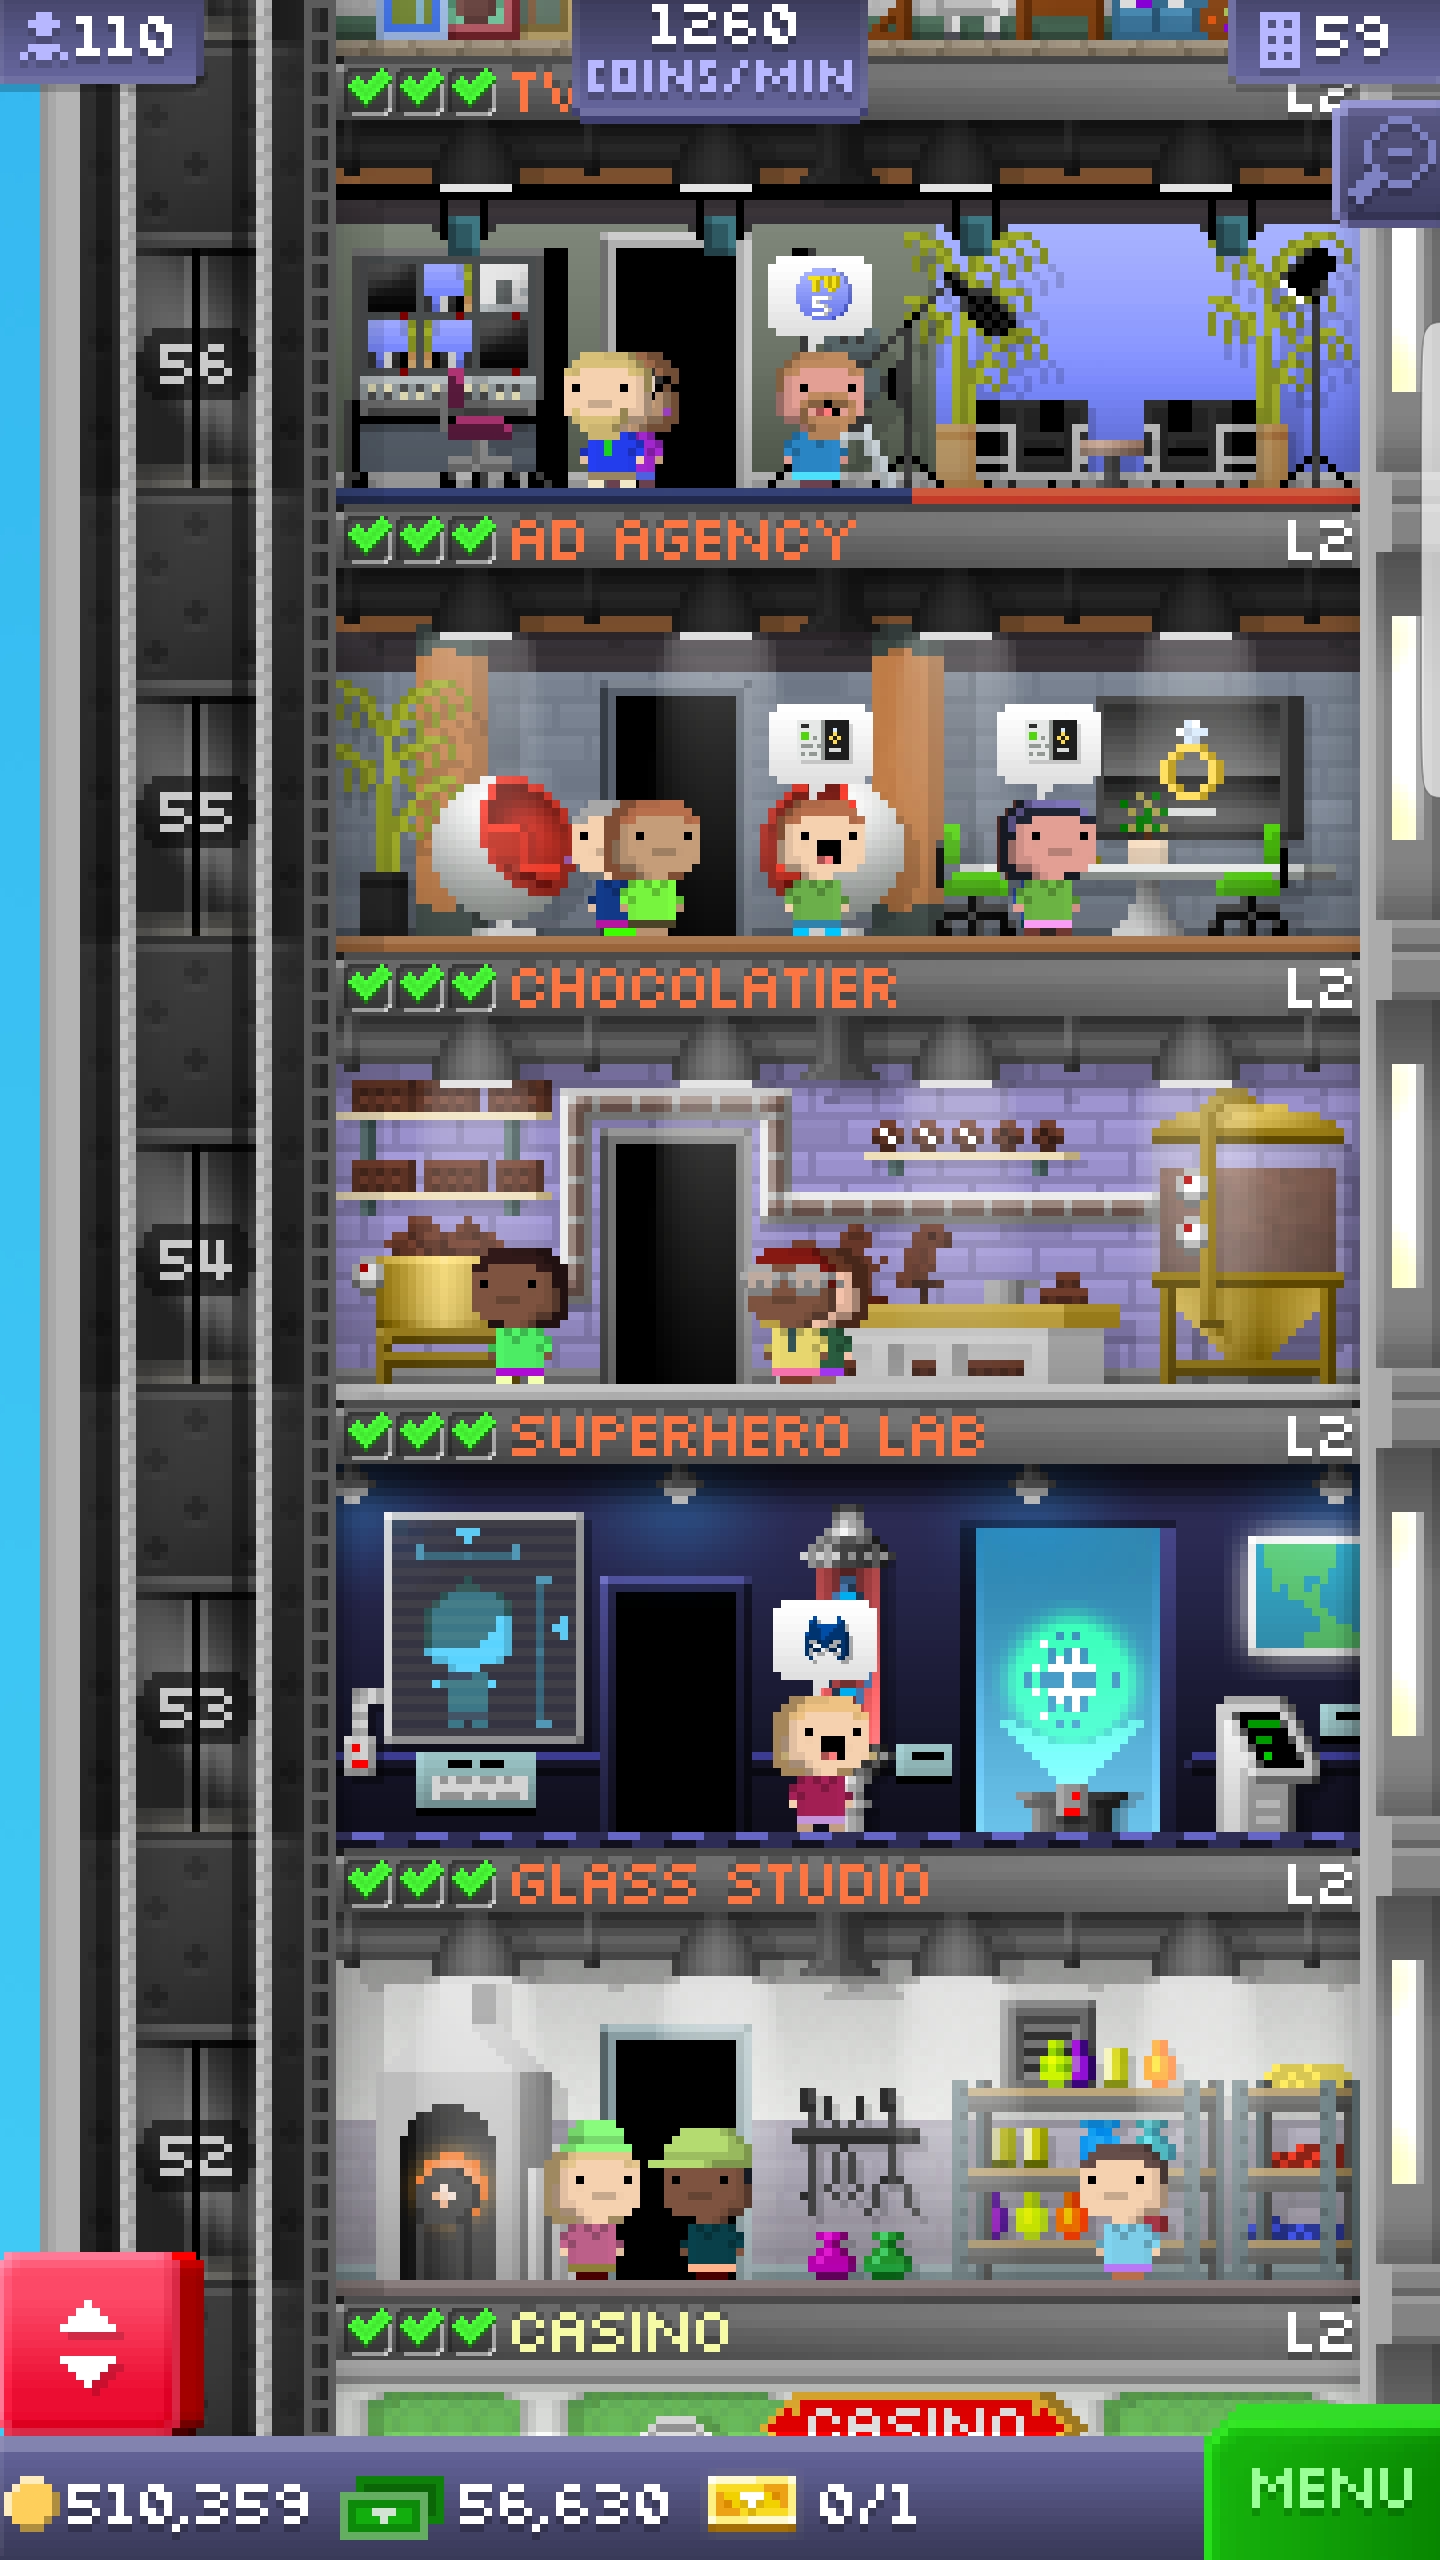 110
1260
COINS/MIN
59
TV
L2
TV
5
56
AD AGENCY
L2
55
CHOCOLATIER
L2
54
SUPERHERO LAB
L2
53
GLASS STUDIO
L2
52
CASINO
L2
CASINO
510,359
56,630
0/1
MENU